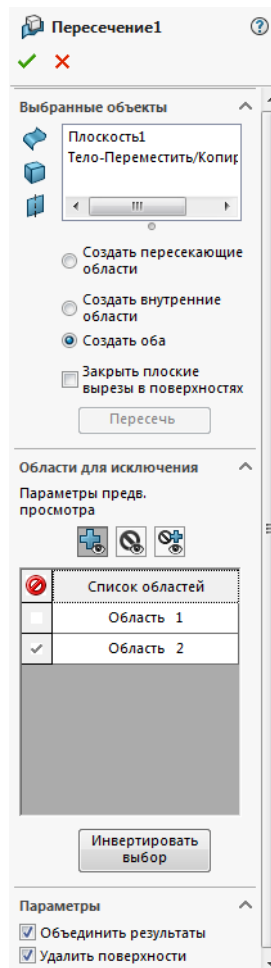 Пересечение1
Выбранные объекты
Плоскость1
Тело-Переместить/Копир
Создать пересекающие
области
Создать внутренние
области
Создать оба
Закрыть плоские
вырезы в поверхностях
Пересечь
Области для исключения
Параметры предв.
просмотра
Список областей
Область 1
Область 2
Инвертировать
выбор
Параметры
Объединить результаты
Удалить поверхности